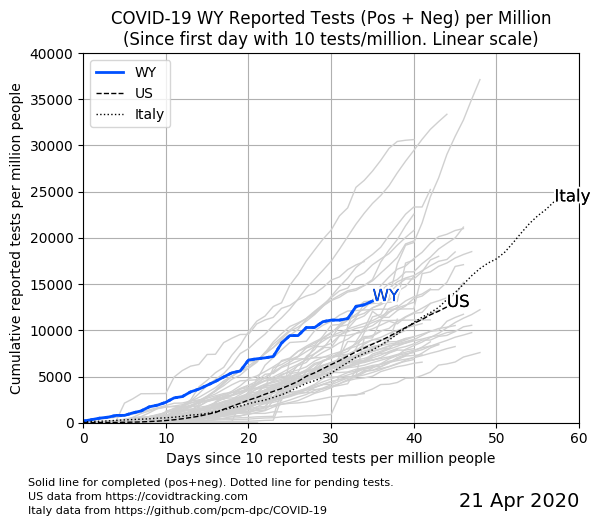 COVID-19 WY Reported Tests (Pos + Neg) per Million
(Since first day with 10 tests/million. Linear scale)
Cumulative reported tests per million people
40000
35000
30000
25000
20000
15000
10000
5000
0
WY
US
Italy
Italy
WY
US
0
10
20
30
40
50
60
Days since 10 reported tests per million people
Solid line for completed (pos+neg). Dotted line for pending tests.
US data from https://covidtracking.com
Italy data from https://github.com/pcm-dpc/COVID-19
21 Apr 2020